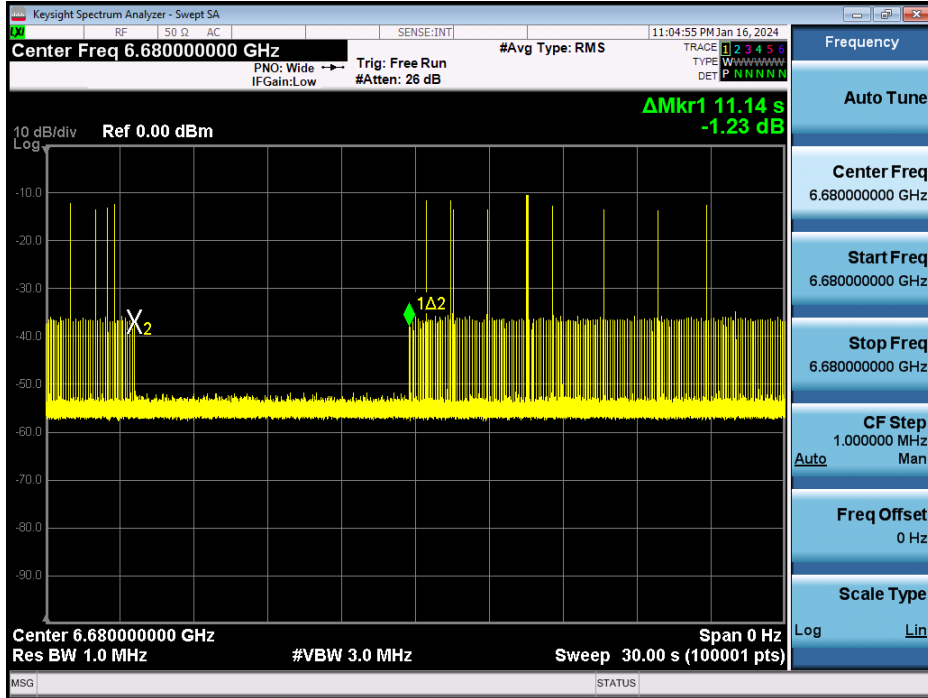 Keysight Spectrum Analyzer - Swept SA
LXI
RF 50 Ω AC SENSE:INT 11:04:55 PM Jan 16, 2024
Center Freq 6.680000000 GHz
#Avg Type: RMS
TRACE 1 2 3 4 5 6
PNO: Wide Trig: Free Run
TYPE W W W W W W
IFGain:Low #Atten: 26 dB
DET P N N N N N
ΔMkr1 11.14 s
-1.23 dB
10 dB/div Ref 0.00 dBm
Log
-10.0
-20.0
-30.0
1Δ2
X2
-40.0
-50.0
-60.0
-70.0
-80.0
-90.0
Center 6.680000000 GHz Span 0 Hz
Res BW 1.0 MHz #VBW 3.0 MHz Sweep 30.00 s (100001 pts)
MSG STATUS
Frequency
Auto Tune
Center Freq
6.680000000 GHz
Start Freq
6.680000000 GHz
Stop Freq
6.680000000 GHz
CF Step
1.000000 MHz
Auto Man
Freq Offset
0 Hz
Scale Type
Log Lin